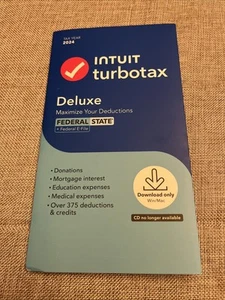 TAX YEAR
2024
INTUIT
turbotax
Deluxe
Maximize Your Deductions
FEDERAL STATE
+ Federal E-File
• Donations
• Mortgage interest
• Education expenses
• Medical expenses
• Over 375 deductions
& credits
Download only
Win/Mac
CD no longer available